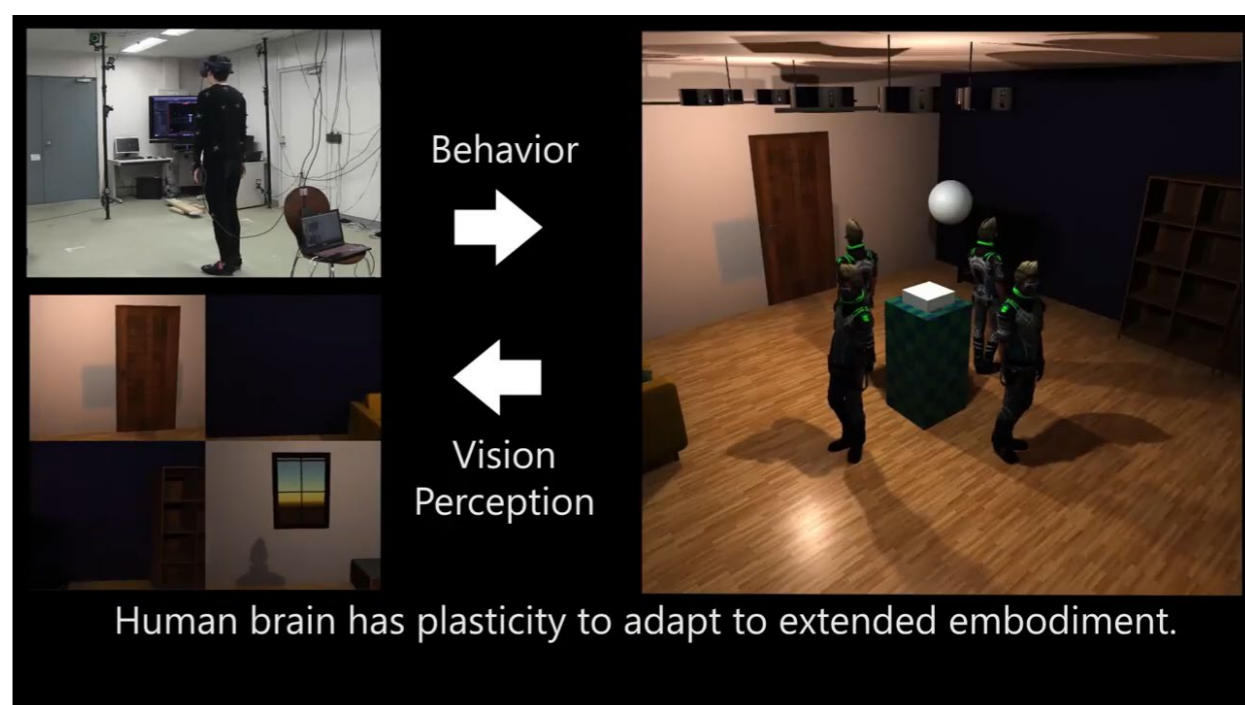 Behavior
Vision
Perception
Human brain has plasticity to adapt to extended embodiment.